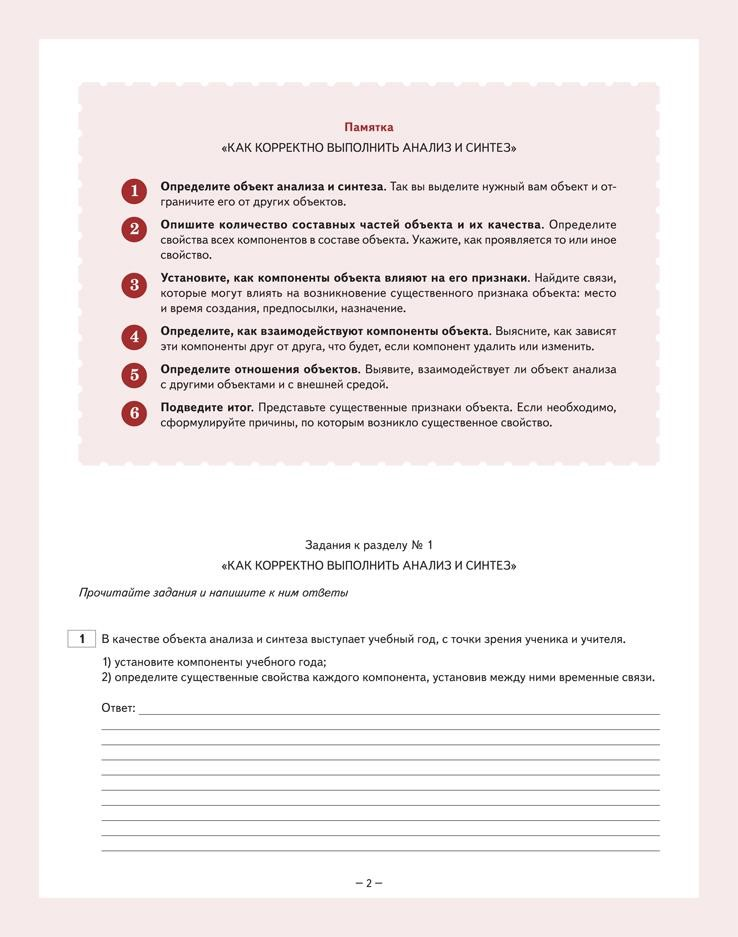 Памятка
«КАК КОРРЕКТНО ВЫПОЛНИТЬ АНАЛИЗ И СИНТЕЗ»
1 Определите объект анализа и синтеза. Так вы выделите нужный вам объект и от-
граничите его от других объектов.
2 Опишите количество составных частей объекта и их качества. Определите
свойства всех компонентов в составе объекта. Укажите, как проявляется то или иное
свойство.
3 Установите, как компоненты объекта влияют на его признаки. Найдите связи,
которые могут влиять на возникновение существенного признака объекта: место
и время создания, предпосылки, назначение.
4 Определите, как взаимодействуют компоненты объекта. Выясните, как зависят
эти компоненты друг от друга, что будет, если компонент удалить или изменить.
5 Определите отношения объектов. Выявите, взаимодействует ли объект анализа
с другими объектами и с внешней средой.
6 Подведите итог. Представьте существенные признаки объекта. Если необходимо,
сформулируйте причины, по которым возникло существенное свойство.
Задания к разделу № 1
«КАК КОРРЕКТНО ВЫПОЛНИТЬ АНАЛИЗ И СИНТЕЗ»
Прочитайте задания и напишите к ним ответы
1 В качестве объекта анализа и синтеза выступает учебный год, с точки зрения ученика и учителя.
1) установите компоненты учебного года;
2) определите существенные свойства каждого компонента, установив между ними временные связи.
Ответ:
– 2 –